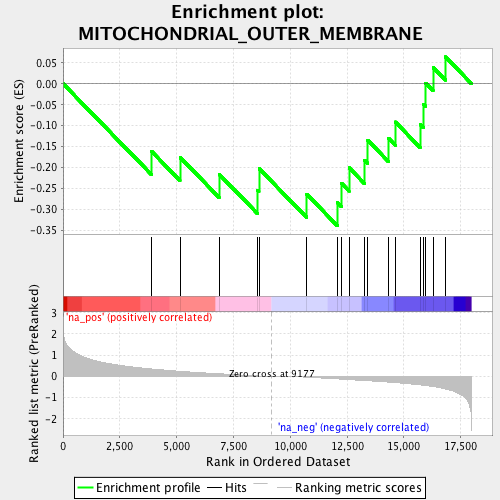 Enrichment plot:
MITOCHONDRIAL_OUTER_MEMBRANE
Enrichment score (ES)
0.05
0.00
-0.05
-0.10
-0.15
-0.20
-0.25
-0.30
-0.35
'na_pos' (positively correlated)
Ranked list metric (PreRanked)
3
2
1
0
-1
-2
Zero cross at 9177
'na_neg' (negatively correlated)
0
2,500
5,000
7,500
10,000
12,500
15,000
17,500
Rank in Ordered Dataset
Enrichment profile
Hits
Ranking metric scores